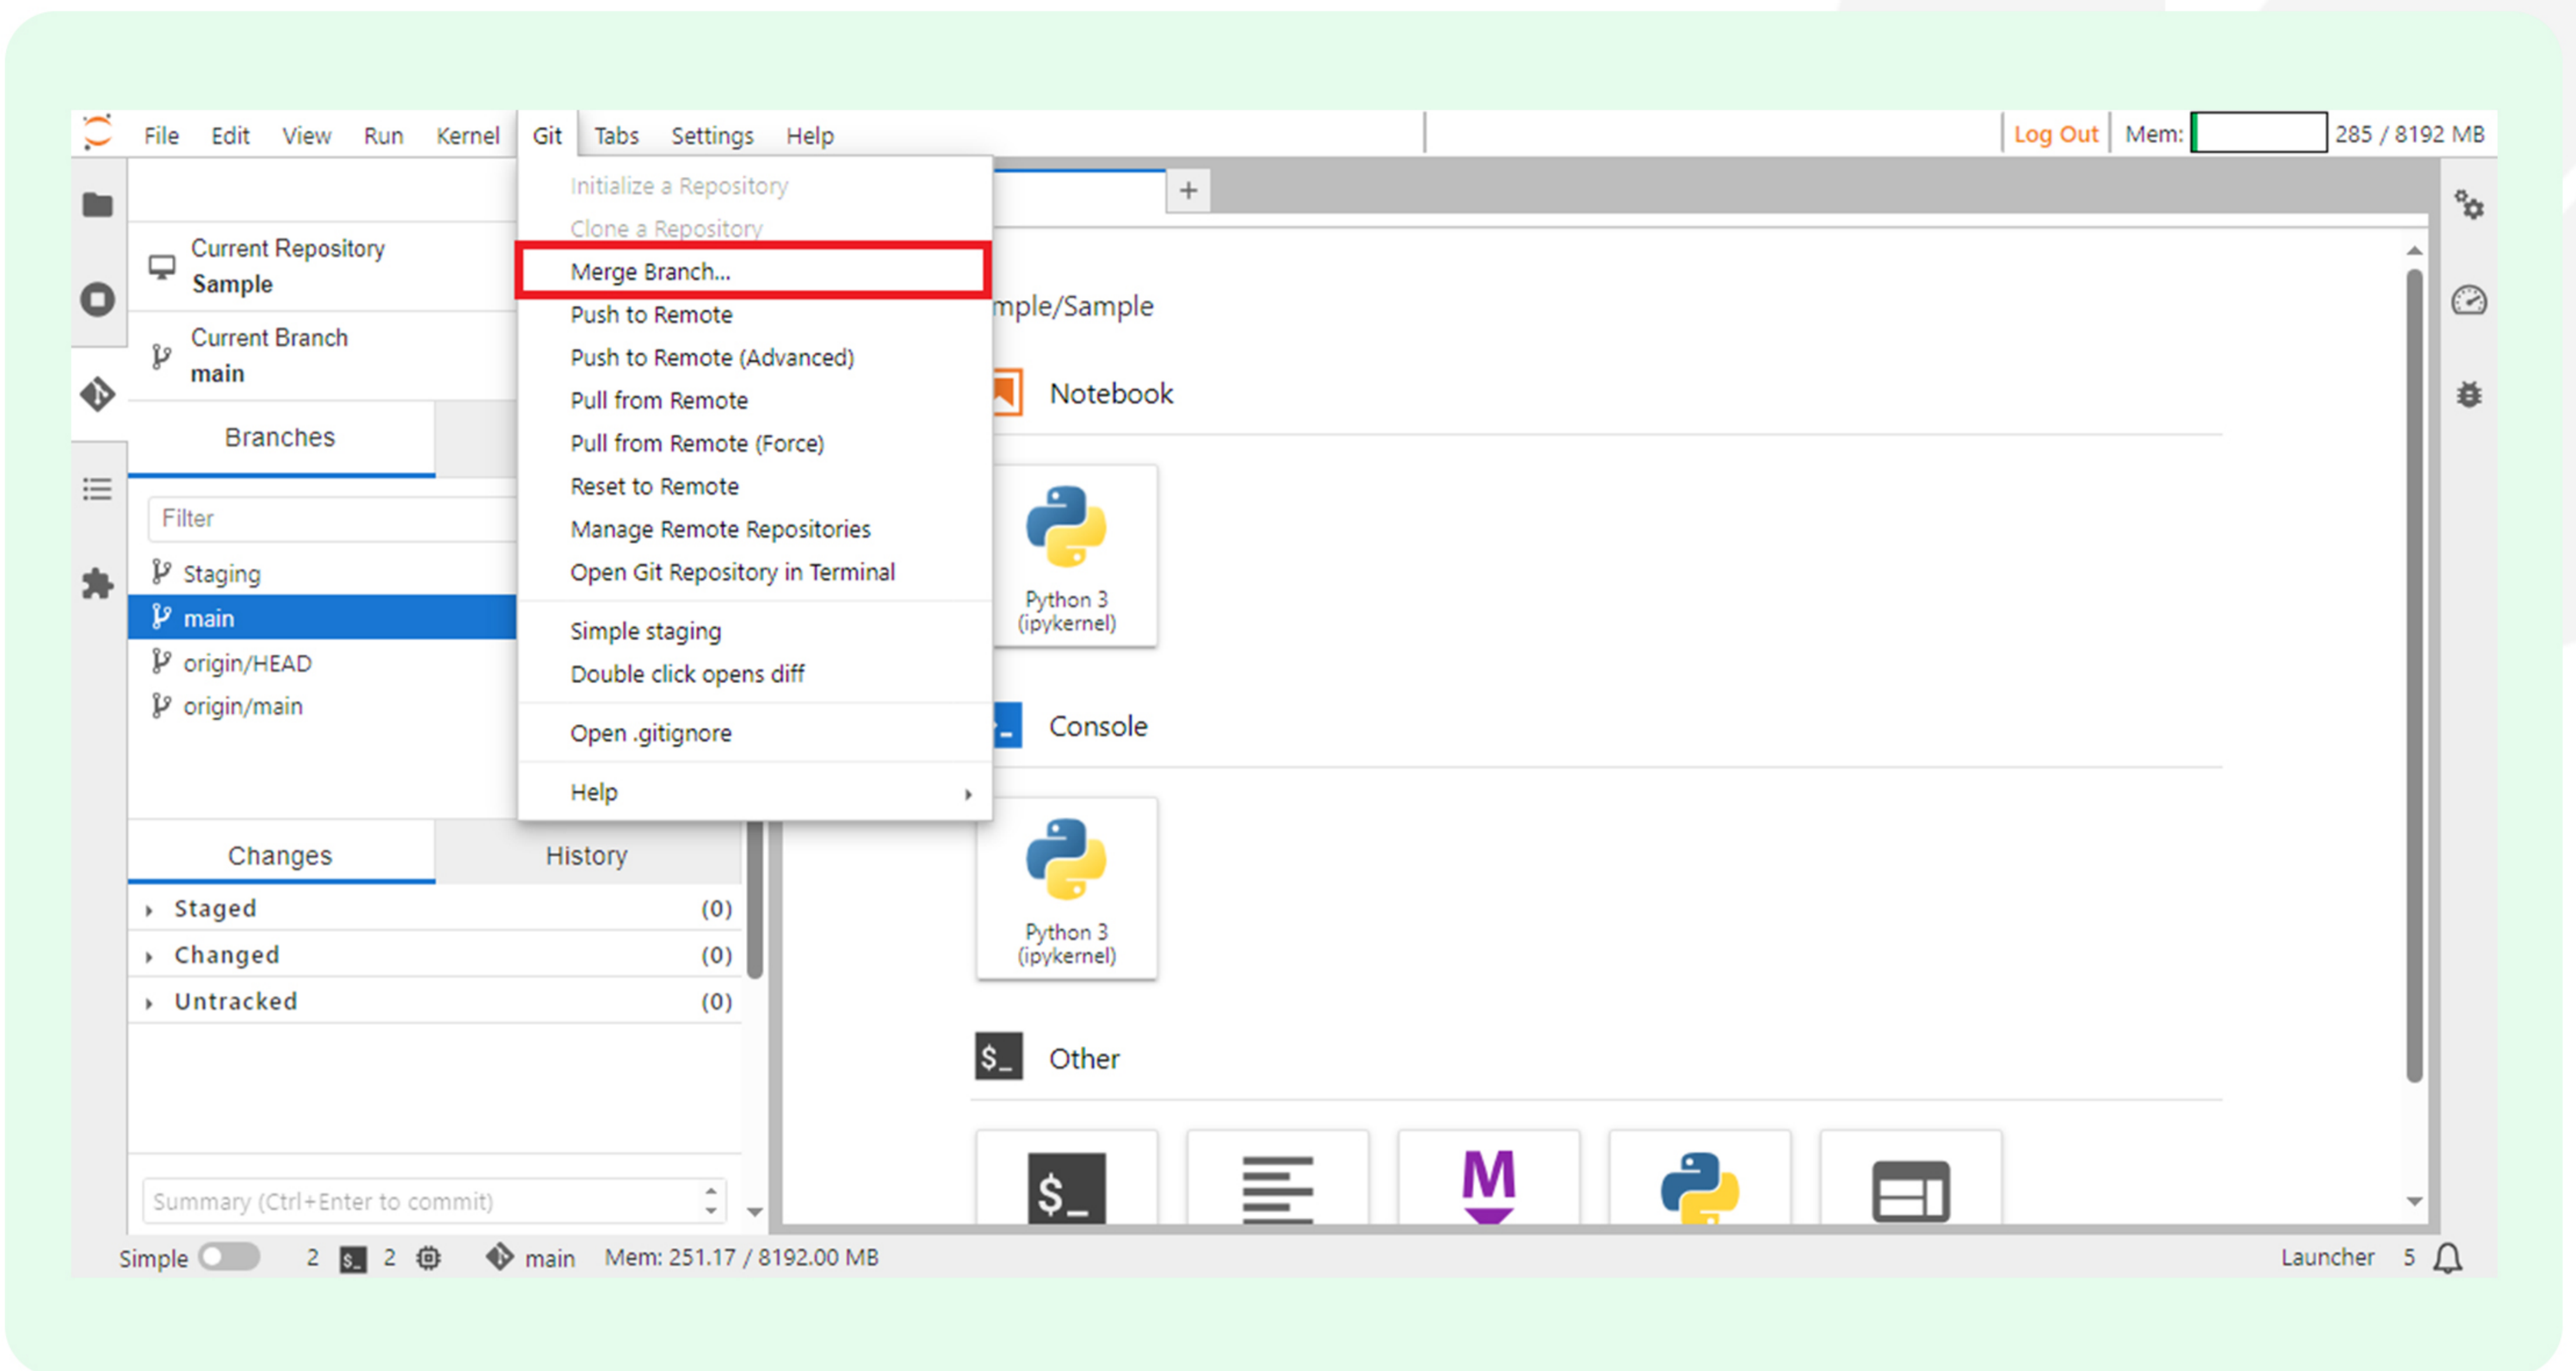 File Edit View Run Kernel Git Tabs Settings Help
Log Out Mem: 285 / 8192 MB
Current Repository
Sample
Current Branch
main
Branches
Filter
Staging
main
origin/HEAD
origin/main
Initialize a Repository
Clone a Repository
Merge Branch...
Push to Remote
Push to Remote (Advanced)
Pull from Remote
Pull from Remote (Force)
Reset to Remote
Manage Remote Repositories
Open Git Repository in Terminal
Simple staging
Double click opens diff
Open .gitignore
Help
Changes History
Staged (0)
Changed (0)
Untracked (0)
Summary (Ctrl+Enter to commit)
mple/Sample
Notebook
Python 3
(ipykernel)
Console
Python 3
(ipykernel)
$_ Other
$_ M
Simple 2 $_ 2 main Mem: 251.17 / 8192.00 MB Launcher 5